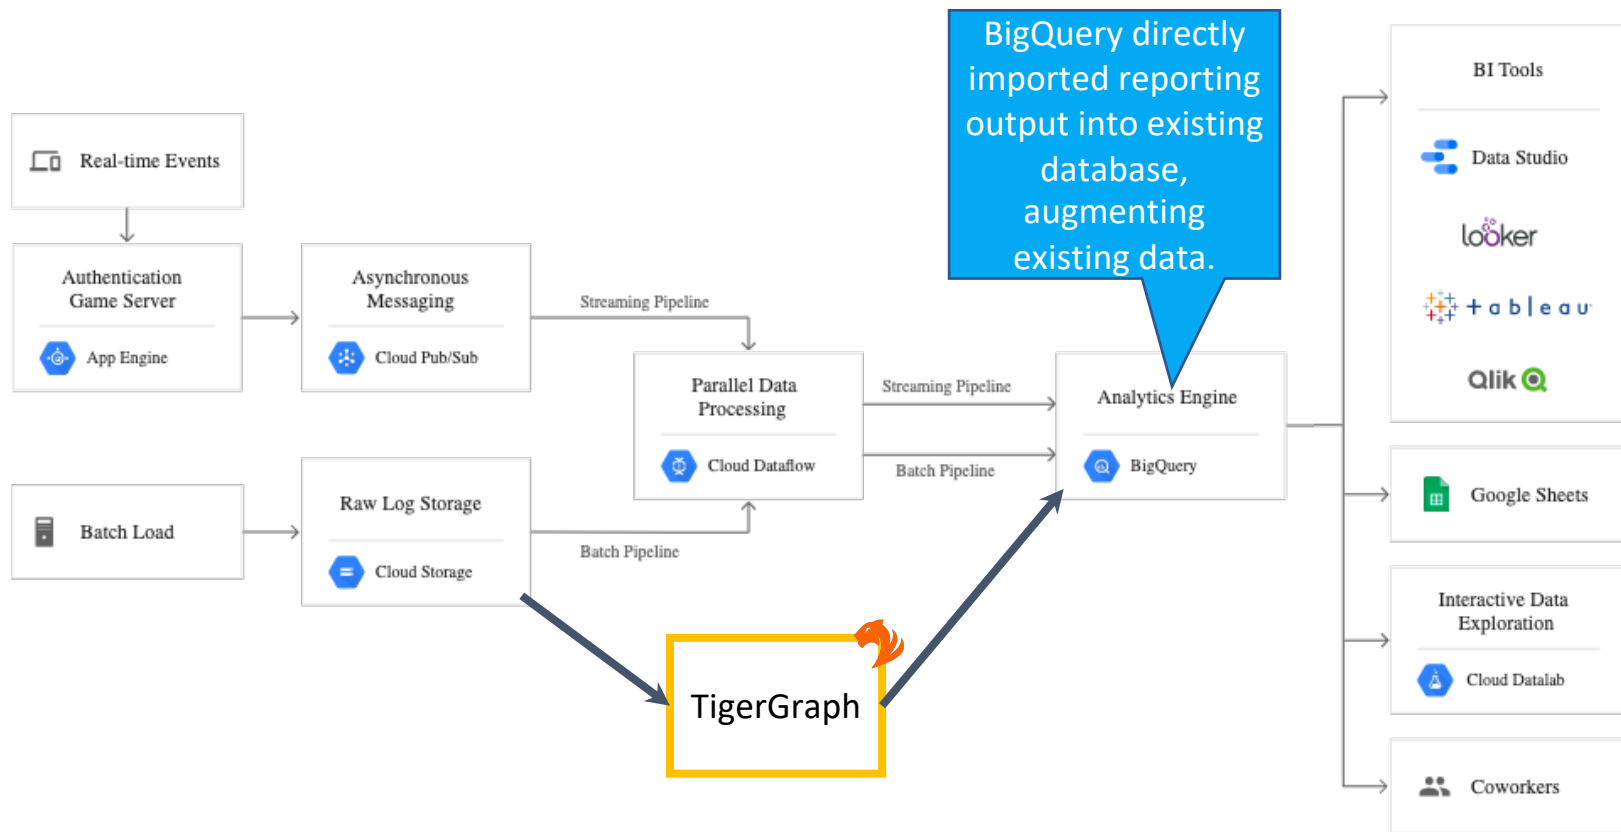 BigQuery directly
imported reporting
output into existing
database,
augmenting
existing data.
Real-time Events
Authentication
Game Server
App Engine
Asynchronous
Messaging
Cloud Pub/Sub
Streaming Pipeline
Batch Load
Raw Log Storage
Cloud Storage
Batch Pipeline
Parallel Data
Processing
Cloud Dataflow
Streaming Pipeline
Batch Pipeline
TigerGraph
Analytics Engine
BigQuery
BI Tools
Data Studio
looker
+ableau
Qlik
Google Sheets
Interactive Data
Exploration
Cloud Datalab
Coworkers